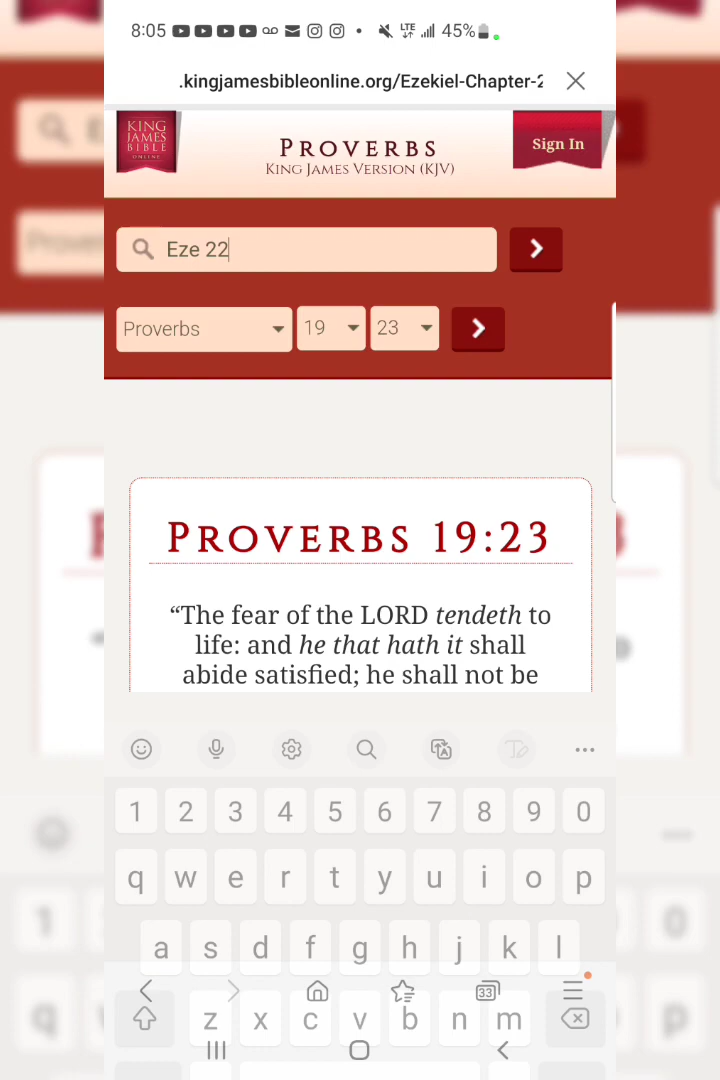 8:05 LTE 45%
.kingjamesbibleonline.org/Ezekiel-Chapter-2
KING
JAMES
BIBLE
ONLINE
PROVERBS
KING JAMES VERSION (KJV)
Sign In
Eze 22
Proverbs 19 23
PROVERBS 19:23
“The fear of the LORD tendeth to
life: and he that hath it shall
abide satisfied; he shall not be
1 2 3 4 5 6 7 8 9 0
q w e r t y u i o p
a s d f g h j k l
33
z x c v b n m